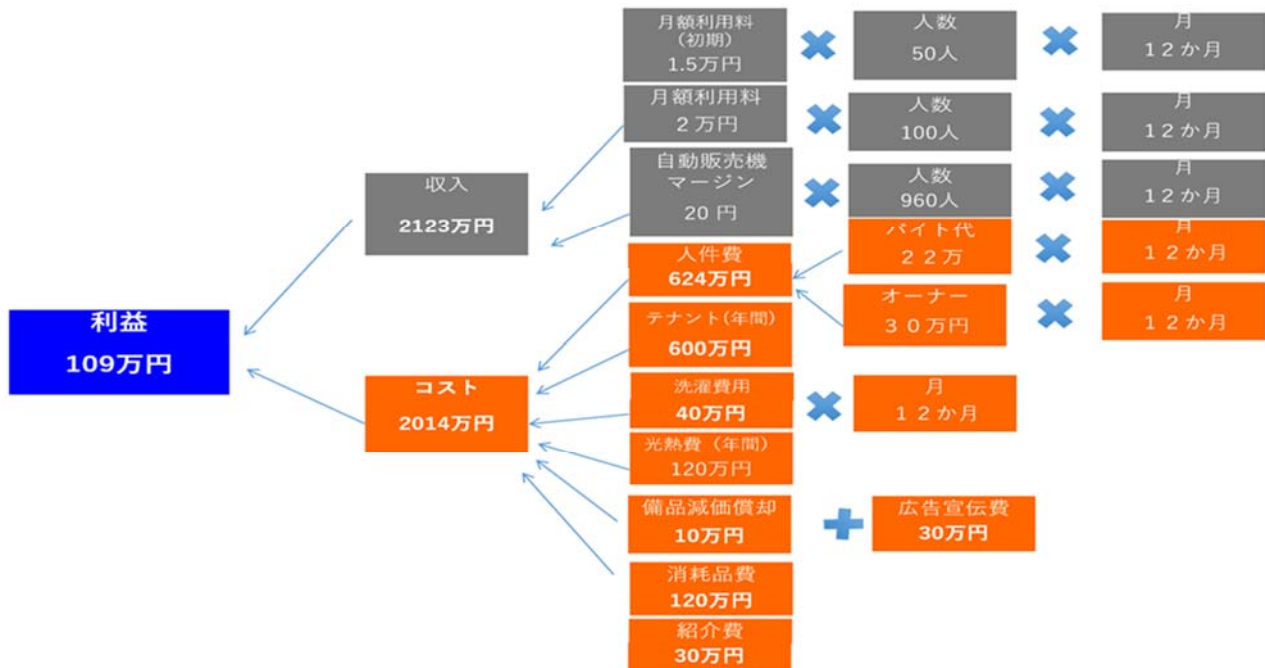 月額利用料
(初期)
1.5万円
人数
50人
月
１２か月
月額利用料
２万円
人数
100人
月
１２か月
自動販売機
マージン
20 円
人数
960人
月
１２か月
収入
2123万円
人件費
624万円
バイト代
２２万
月
１２か月
オーナー
３０万円
月
１２か月
利益
109万円
テナント(年間)
600万円
コスト
2014万円
洗濯費用
40万円
月
１２か月
光熱費（年間）
120万円
備品減価償却
10万円
広告宣伝費
30万円
消耗品費
120万円
紹介費
30万円